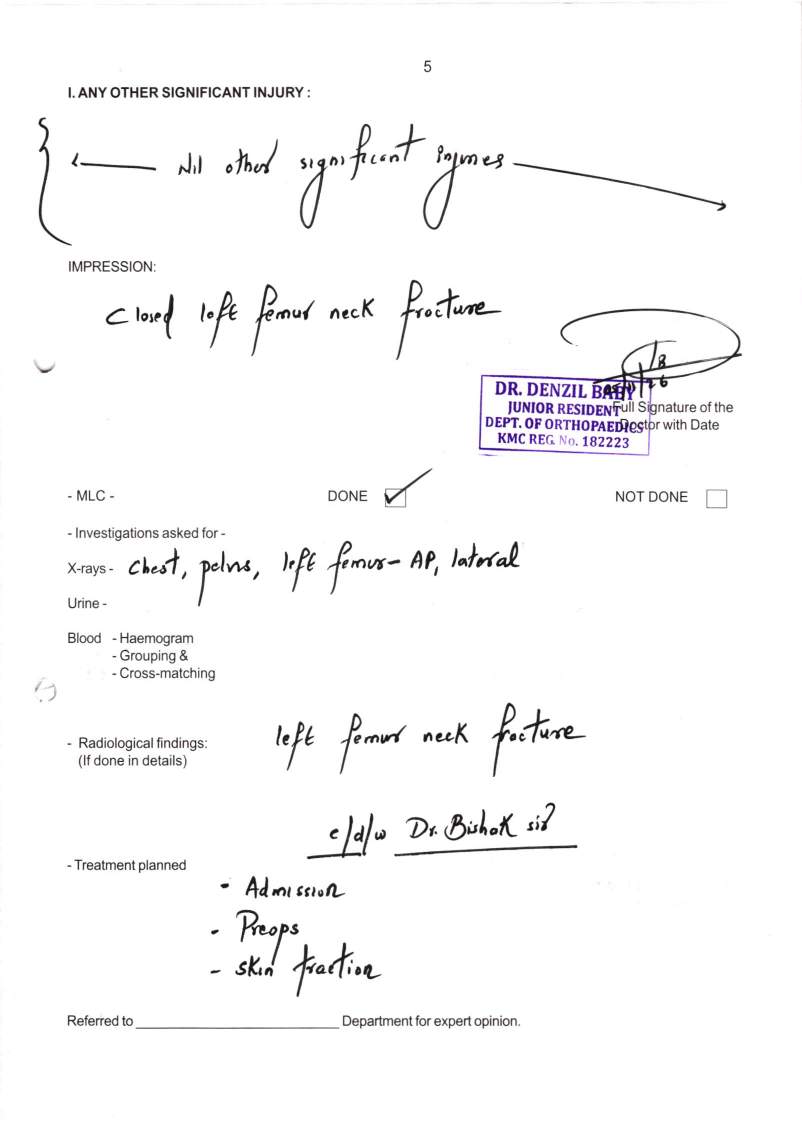 5
I. ANY OTHER SIGNIFICANT INJURY :
Nil other significant injuries
IMPRESSION:
Closed left femur neck fracture
DR. DENZIL BABY
JUNIOR RESIDENT
DEPT. OF ORTHOPAEDICS
KMC REG. No. 182223
Full Signature of the
Doctor with Date
- MLC - DONE ✓ NOT DONE
- Investigations asked for -
X-rays - Chest, pelvis, left femur - AP, lateral
Urine -
Blood - Haemogram
- Grouping &
- Cross-matching
- Radiological findings: left femur neck fracture
(If done in details)
c/d/w Dr. Bishak sir
- Treatment planned
- Admission
- Preops
- skin traction
Referred to ____________ Department for expert opinion.